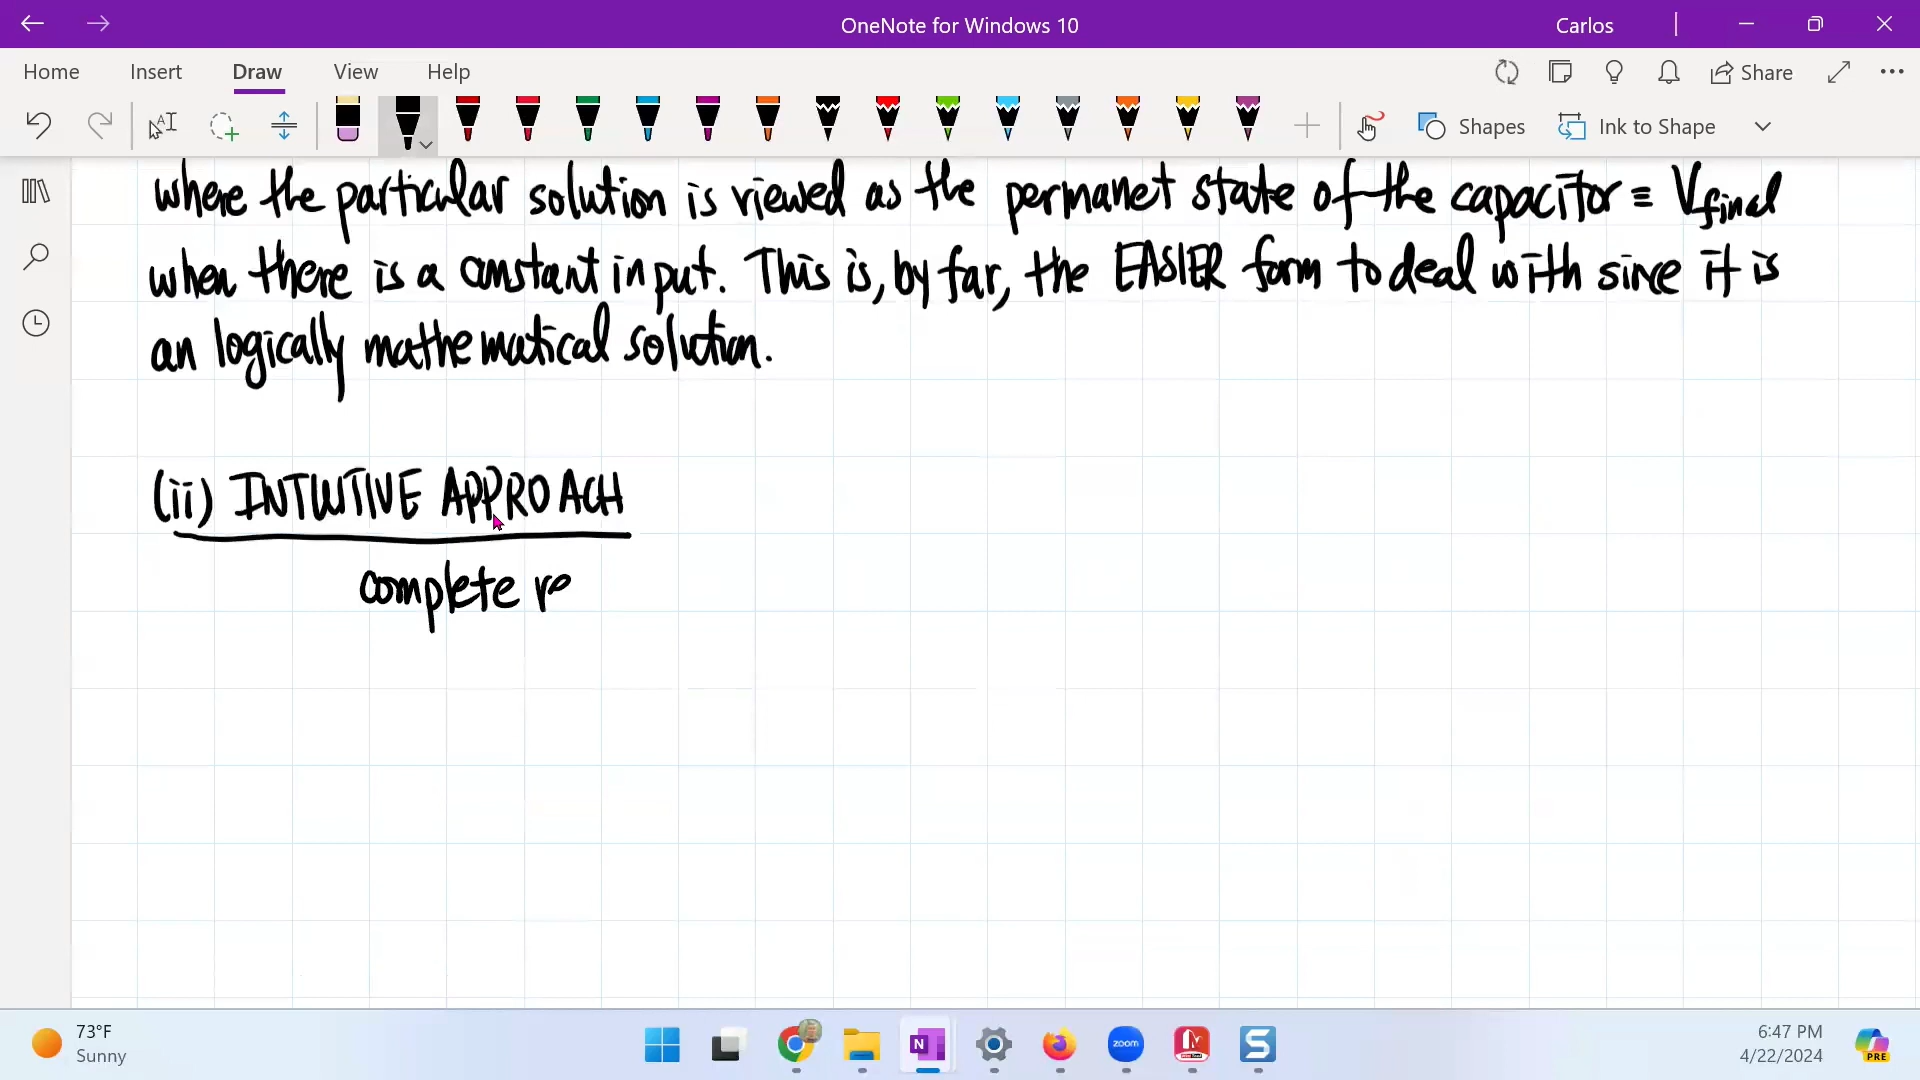 OneNote for Windows 10
Carlos
Home Insert Draw View Help
Share
Shapes
Ink to Shape
where the particular solution is viewed as the permanet state of the capacitor ≡ Vfinal
when there is a constant input. This is, by far, the EASIER form to deal with since it is
an logically mathematical solution.
(ii) INTUITIVE APPROACH
complete re
73°F
Sunny
zoom
6:47 PM
4/22/2024
PRE